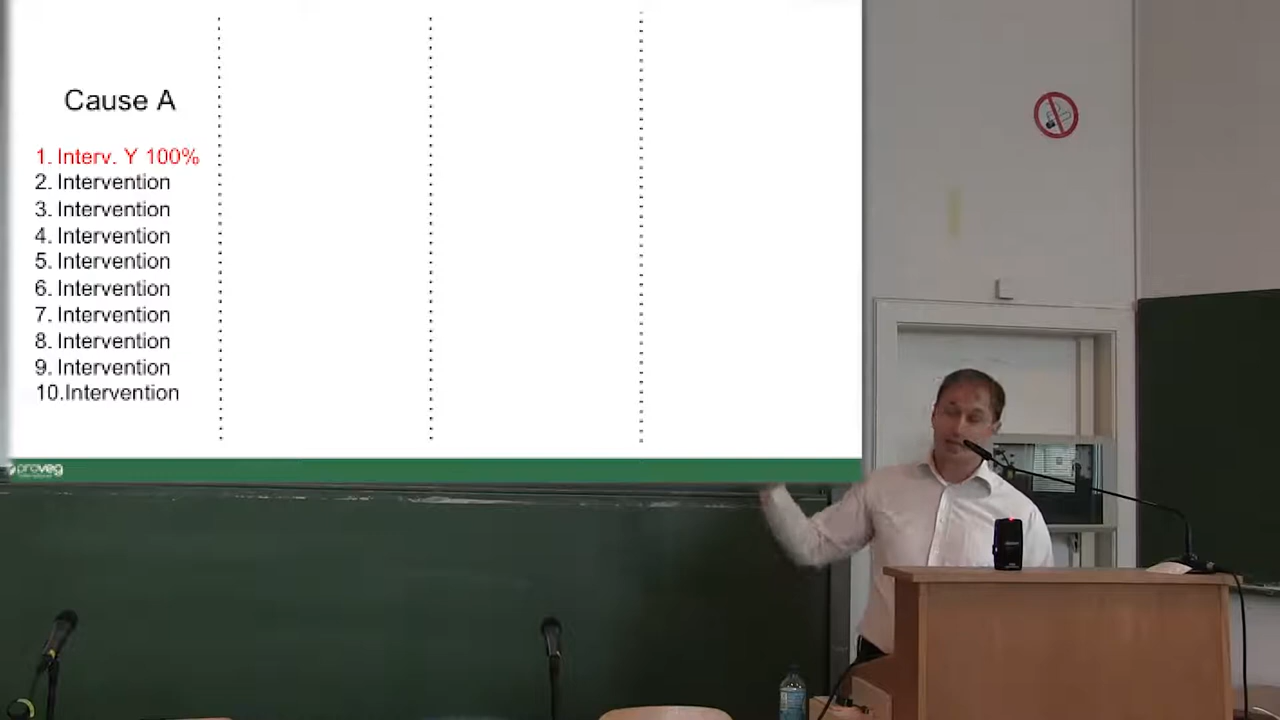 Cause A
1. Interv. Y 100%
2. Intervention
3. Intervention
4. Intervention
5. Intervention
6. Intervention
7. Intervention
8. Intervention
9. Intervention
10.Intervention
proveg